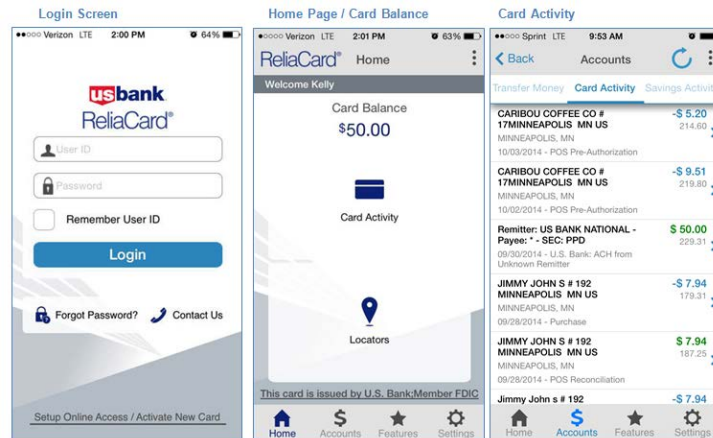 Login Screen
●●○○○ Verizon LTE 2:00 PM 64%
usbank
ReliaCard®
User ID
Password
Remember User ID
Login
Forgot Password?
Contact Us
Setup Online Access / Activate New Card
Home Page / Card Balance
●○○○○ Verizon LTE 2:01 PM 63%
ReliaCard® Home
Welcome Kelly
Card Balance
$50.00
Card Activity
Locators
This card is issued by U.S. Bank;Member FDIC
Home Accounts Features Settings
Card Activity
●●○○○ Sprint LTE 9:53 AM
Back Accounts
Transfer Money Card Activity Savings Activit
CARIBOU COFFEE CO # -$ 5.20
17MINNEAPOLIS MN US 214.60
MINNEAPOLIS, MN
10/03/2014 - POS Pre-Authorization
CARIBOU COFFEE CO # -$ 9.51
17MINNEAPOLIS MN US 219.80
MINNEAPOLIS, MN
10/02/2014 - POS Pre-Authorization
Remitter: US BANK NATIONAL - $ 50.00
Payee: * - SEC: PPD 229.31
09/30/2014 - U.S. Bank: ACH from
Unknown Remitter
JIMMY JOHN S # 192 -$ 7.94
MINNEAPOLIS MN US 179.31
MINNEAPOLIS, MN
09/28/2014 - Purchase
JIMMY JOHN S # 192 $ 7.94
MINNEAPOLIS MN US 187.25
MINNEAPOLIS, MN
09/28/2014 - POS Reconciliation
Jimmy John s # 192 -$ 7.94
Home Accounts Features Settings